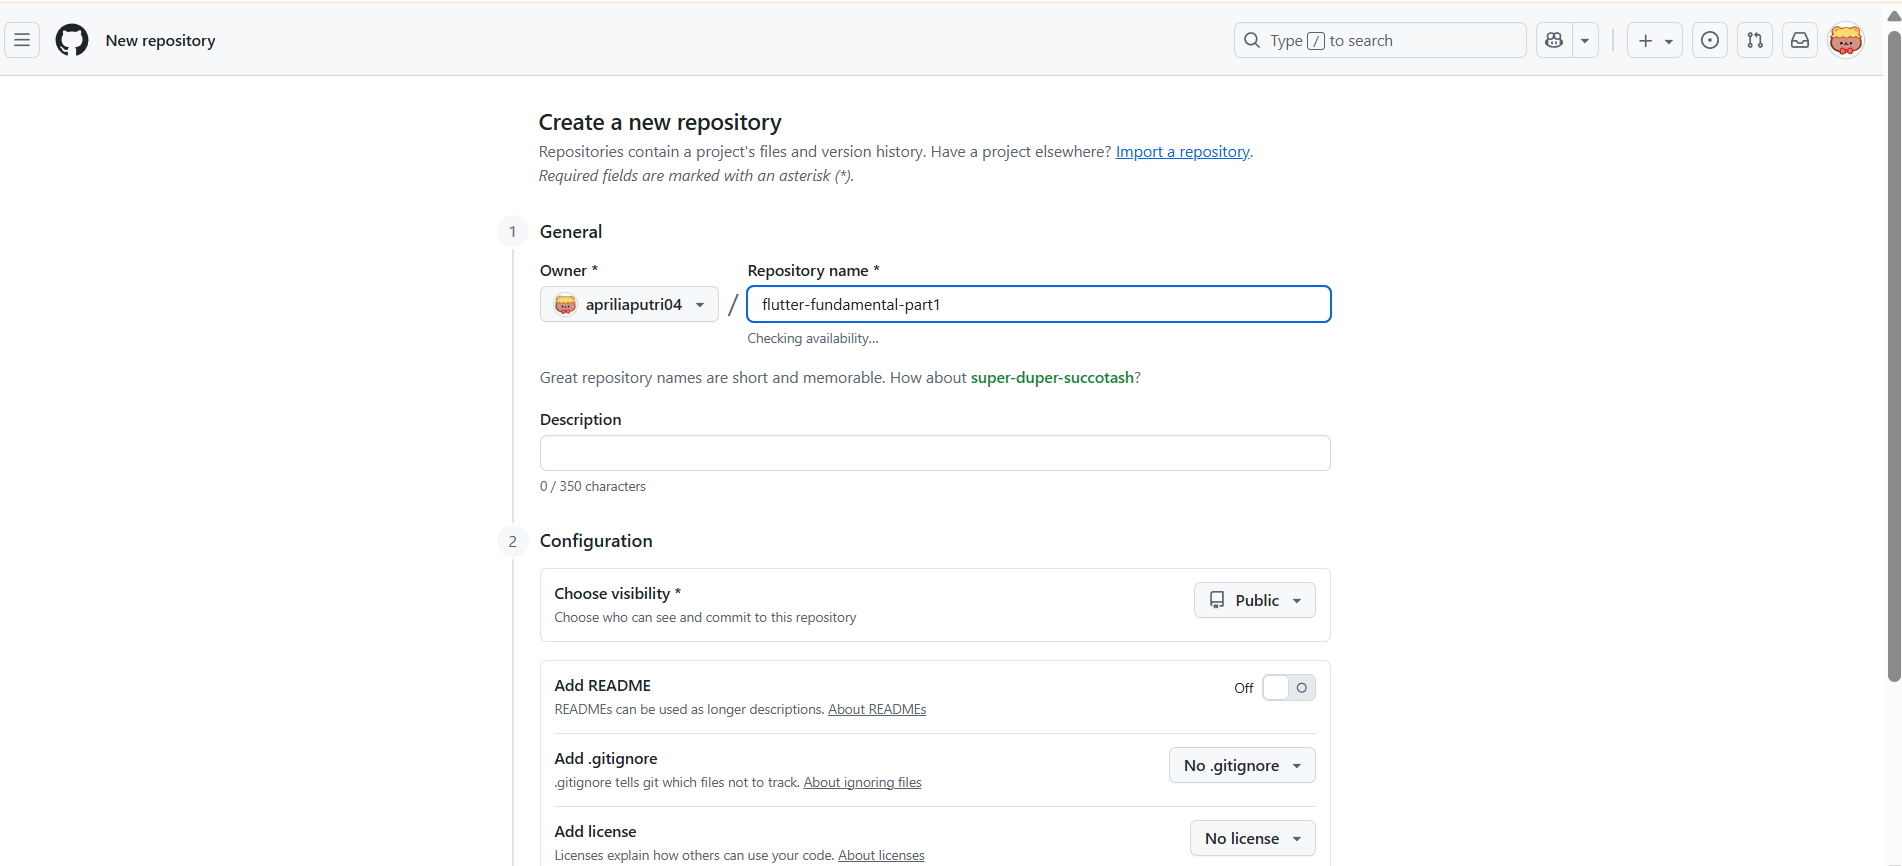 New repository
Type / to search
Create a new repository
Repositories contain a project's files and version history. Have a project elsewhere? Import a repository.
Required fields are marked with an asterisk (*).
1 General
Owner * Repository name *
apriliaputri04 / flutter-fundamental-part1
Checking availability...
Great repository names are short and memorable. How about super-duper-succotash?
Description
0 / 350 characters
2 Configuration
Choose visibility *
Public
Choose who can see and commit to this repository
Add README
Off
READMEs can be used as longer descriptions. About READMEs
Add .gitignore
No .gitignore
.gitignore tells git which files not to track. About ignoring files
Add license
No license
Licenses explain how others can use your code. About licenses